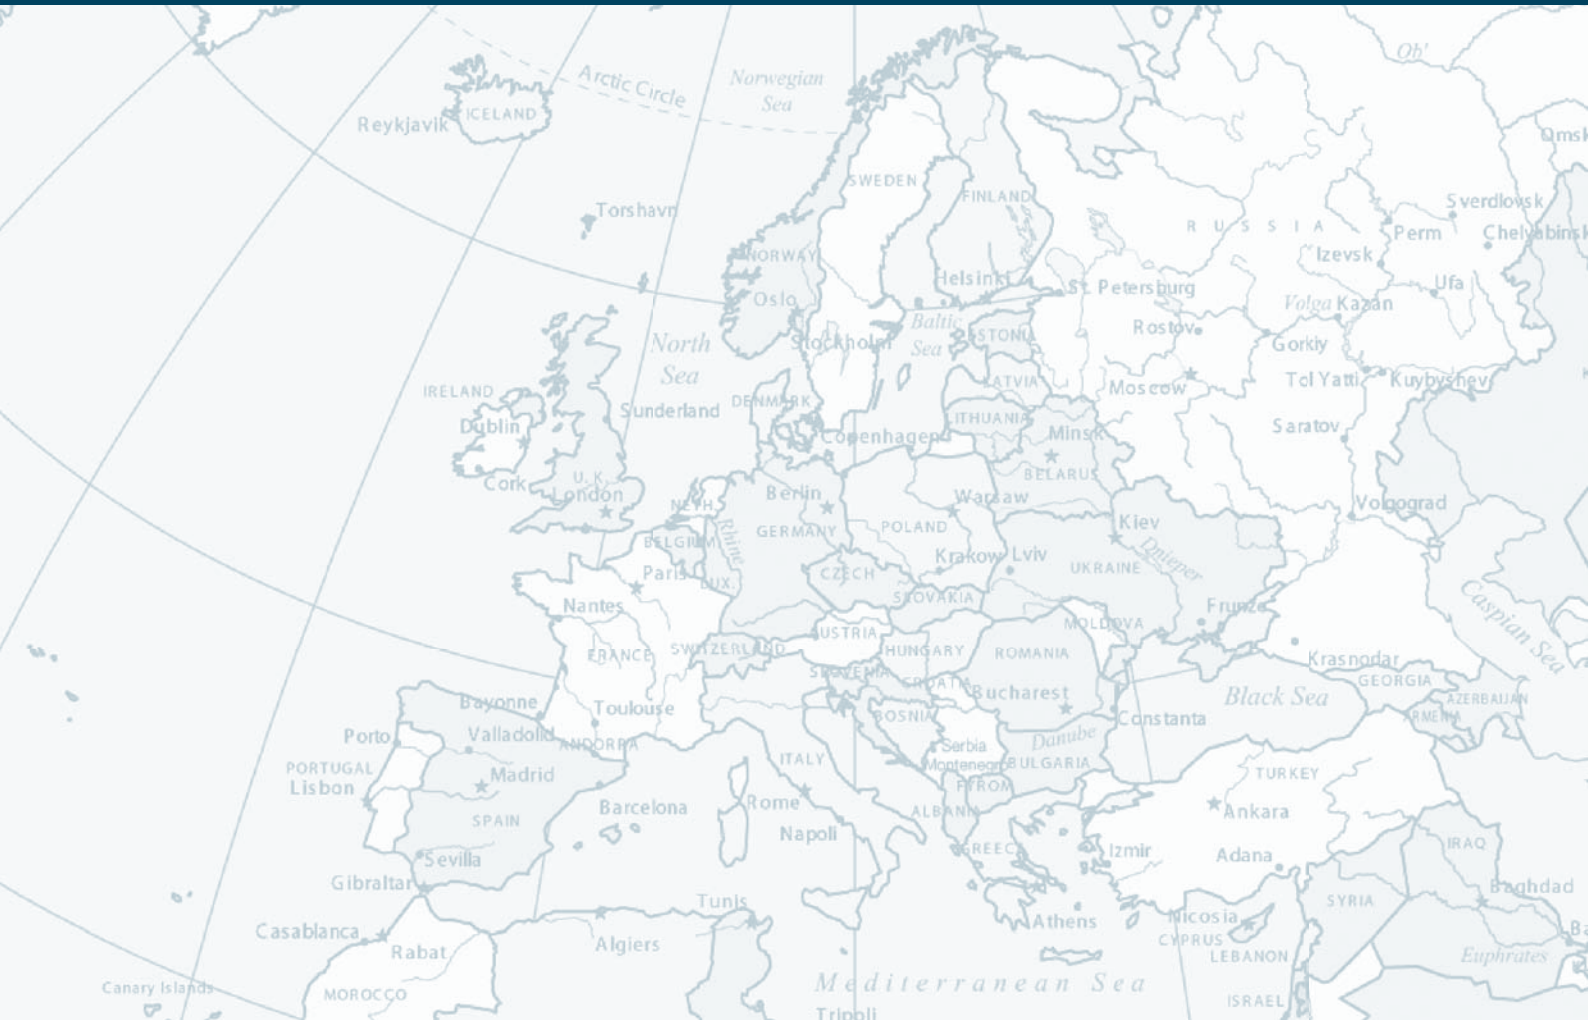 Ob'
Arctic Circle
Norwegian
Sea
ICELAND
Reykjavik
Omsk
SWEDEN
FINLAND
Sverdlovsk
Torshavn
RUSSIA
Perm
Chelyabinsk
NORWAY
Izevsk
Helsinki
St. Petersburg
Ufa
Oslo
Volga
Kazan
Baltic
Sea
ESTONIA
Rostov
North
Sea
Stockholm
Gorkiy
LATVIA
Moscow
Tol Yatti
Kuybyshev
IRELAND
DENMARK
Sunderland
LITHUANIA
Dublin
Copenhagen
Minsk
Saratov
U. K.
BELARUS
Cork
London
Berlin
Warsaw
NETH.
Volgograd
GERMANY
POLAND
Kiev
Rhine
BELGIUM
Dnieper
Krakow
Lviv
Paris
CZECH
UKRAINE
LUX.
SLOVAKIA
Nantes
Frunze
MOLDOVA
Caspian Sea
AUSTRIA
FRANCE
SWITZERLAND
HUNGARY
ROMANIA
Krasnodar
SLOVENIA
CROATIA
GEORGIA
Bucharest
Black Sea
AZERBAIJAN
Bayonne
Toulouse
BOSNIA
Constanta
ARMENIA
Porto
Valladolid
ANDORRA
Danube
Serbia
Montenegro
ITALY
BULGARIA
PORTUGAL
Lisbon
Madrid
TURKEY
FYROM
Barcelona
Rome
ALBANIA
Ankara
SPAIN
Napoli
GREECE
Izmir
Adana
IRAQ
Sevilla
Gibraltar
Baghdad
Tunis
SYRIA
Athens
Nicosia
Casablanca
CYPRUS
Rabat
Algiers
LEBANON
Euphrates
Mediterranean Sea
Canary Islands
MOROCCO
ISRAEL
Tripoli